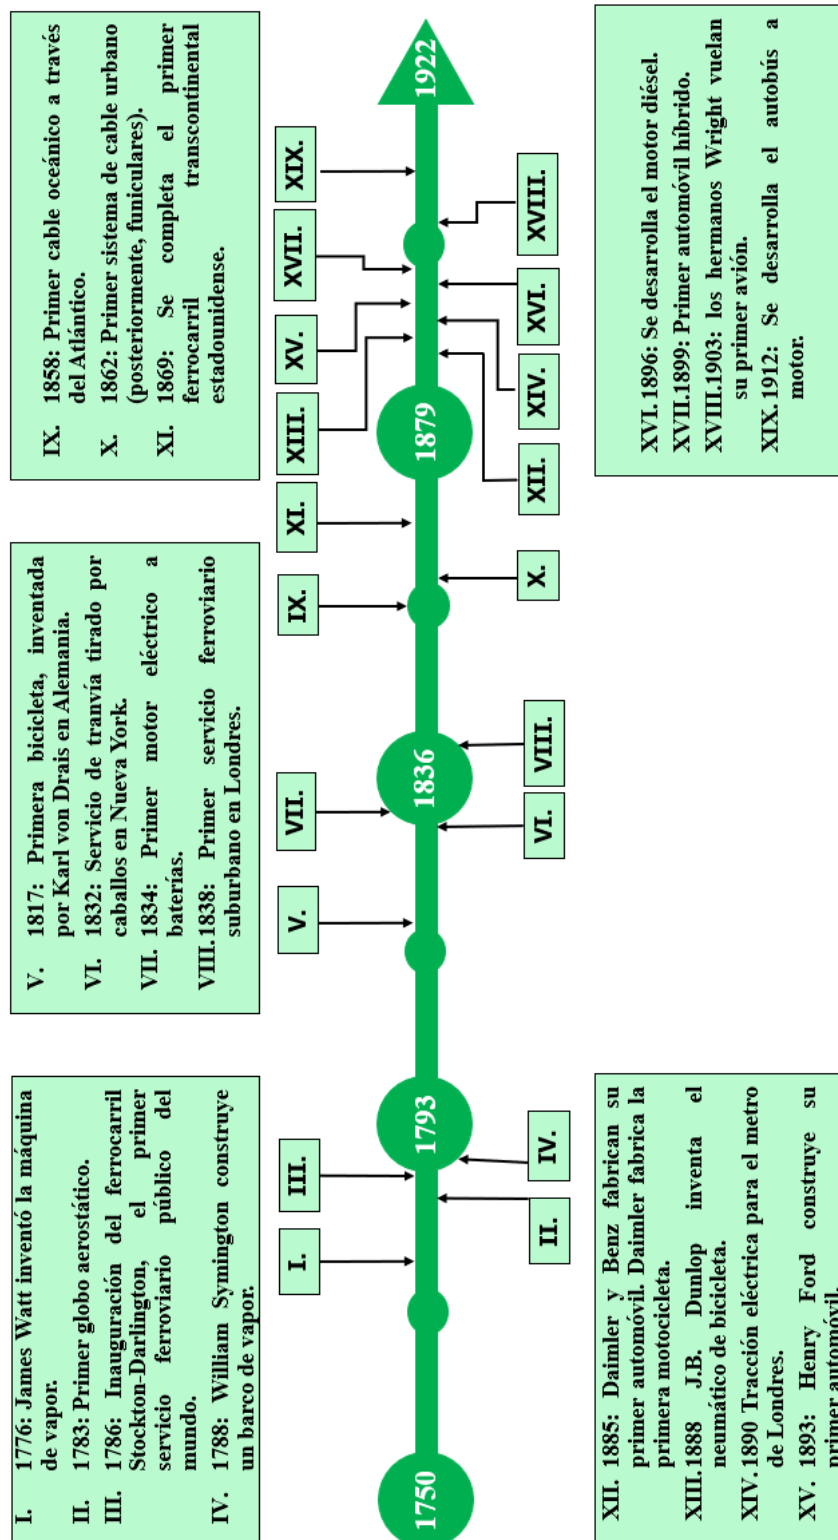 I. 1776: James Watt inventó la máquina
de vapor.
II. 1783: Primer globo aerostático.
III. 1786: Inauguración del ferrocarril
Stockton-Darlington, el primer
servicio ferroviario público del
mundo.
IV. 1788: William Symington construye
un barco de vapor.
V. 1817: Primera bicicleta, inventada
por Karl von Drais en Alemania.
VI. 1832: Servicio de tranvía tirado por
caballos en Nueva York.
VII. 1834: Primer motor eléctrico a
baterías.
VIII. 1838: Primer servicio ferroviario
suburbano en Londres.
IX. 1858: Primer cable oceánico a través
del Atlántico.
X. 1862: Primer sistema de cable urbano
(posteriormente, funiculares).
XI. 1869: Se completa el primer
ferrocarril transcontinental
estadounidense.
I.
III.
V.
VII.
IX.
XI.
XIII.
XV.
XVII.
XIX.
1750
1793
1836
1879
1922
II.
IV.
VI.
VIII.
X.
XII.
XIV.
XVI.
XVIII.
XII. 1885: Daimler y Benz fabrican su
primer automóvil. Daimler fabrica la
primera motocicleta.
XIII. 1888 J.B. Dunlop inventa el
neumático de bicicleta.
XIV. 1890 Tracción eléctrica para el metro
de Londres.
XV. 1893: Henry Ford construye su
primer automóvil.
XVI. 1896: Se desarrolla el motor diésel.
XVII. 1899: Primer automóvil híbrido.
XVIII. 1903: los hermanos Wright vuelan
su primer avión.
XIX. 1912: Se desarrolla el autobús a
motor.